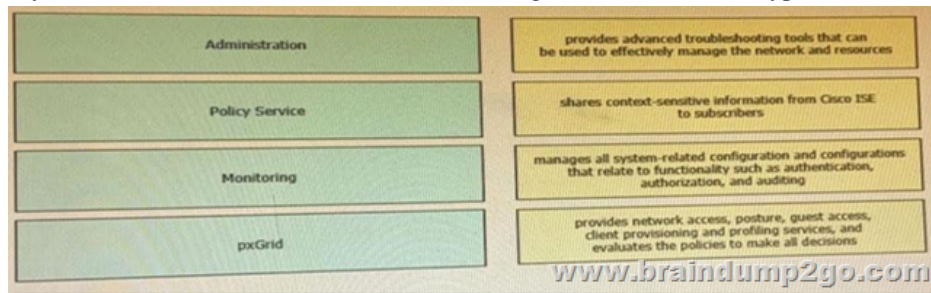 Administration
provides advanced troubleshooting tools that can
be used to effectively manage the network and resources
Policy Service
shares context-sensitive information from Cisco ISE
to subscribers
Monitoring
manages all system-related configuration and configurations
that relate to functionality such as authentication,
authorization, and auditing
pxGrid
provides network access, posture, guest access,
client provisioning and profiling services, and
evaluates the policies to make all decisions
www.braindump2go.com